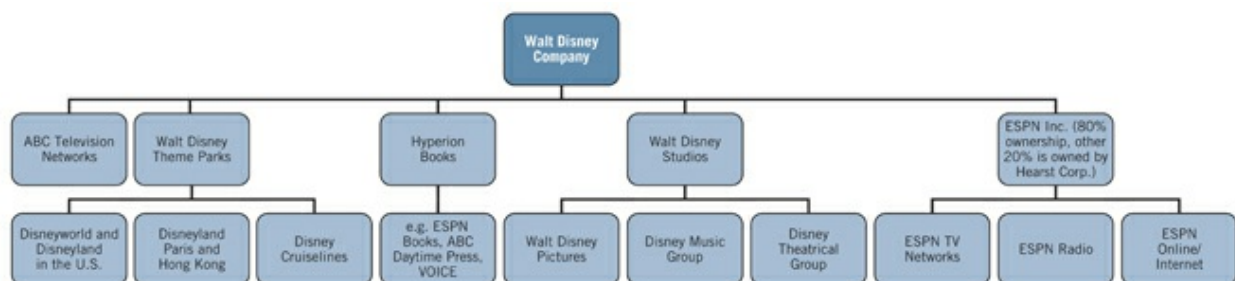 Walt Disney
Company
ABC Television
Networks
Walt Disney
Theme Parks
Hyperion
Books
Walt Disney
Studios
ESPN Inc. (80%
ownership, other
20% is owned by
Hearst Corp.)
Disneyworld and
Disneyland
in the U.S.
Disneyland
Paris and
Hong Kong
Disney
Cruiselines
e.g. ESPN
Books, ABC
Daytime Press,
VOICE
Walt Disney
Pictures
Disney Music
Group
Disney
Theatrical
Group
ESPN TV
Networks
ESPN Radio
ESPN
Online/
Internet